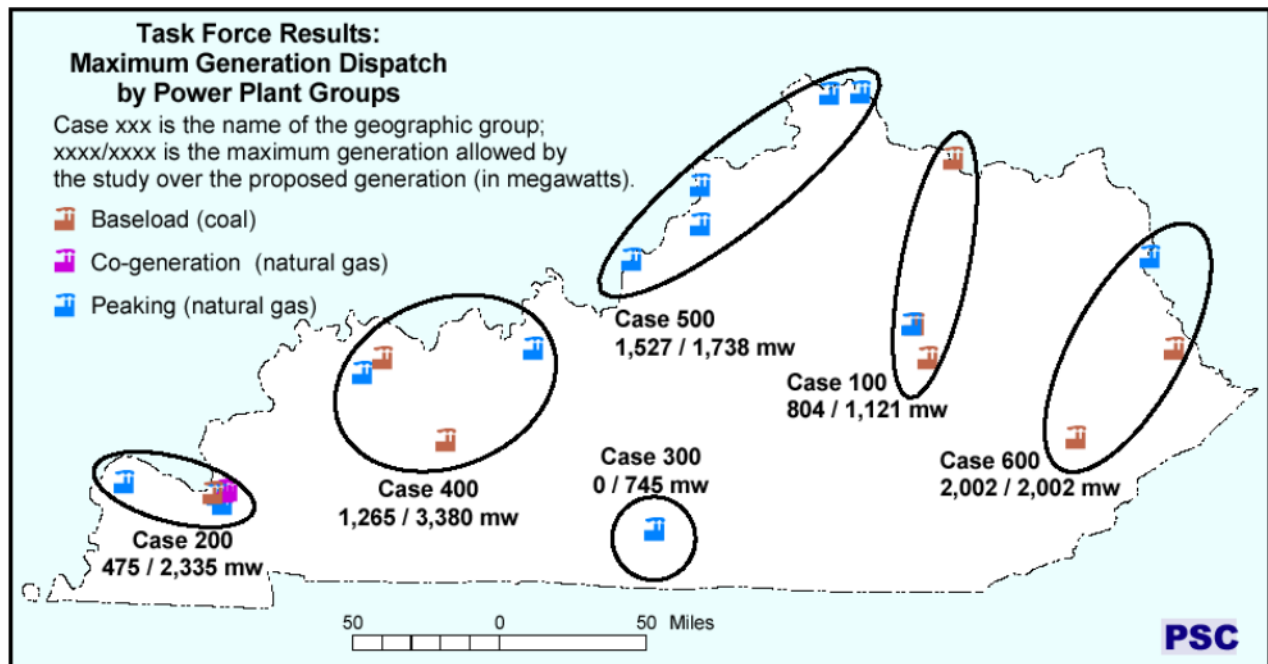 Task Force Results:
Maximum Generation Dispatch
by Power Plant Groups
Case xxx is the name of the geographic group;
xxxx/xxxx is the maximum generation allowed by
the study over the proposed generation (in megawatts).
Baseload (coal)
Co-generation (natural gas)
Peaking (natural gas)
Case 500
1,527 / 1,738 mw
Case 100
804 / 1,121 mw
Case 600
2,002 / 2,002 mw
Case 300
0 / 745 mw
Case 400
1,265 / 3,380 mw
Case 200
475 / 2,335 mw
50 0 50 Miles
PSC